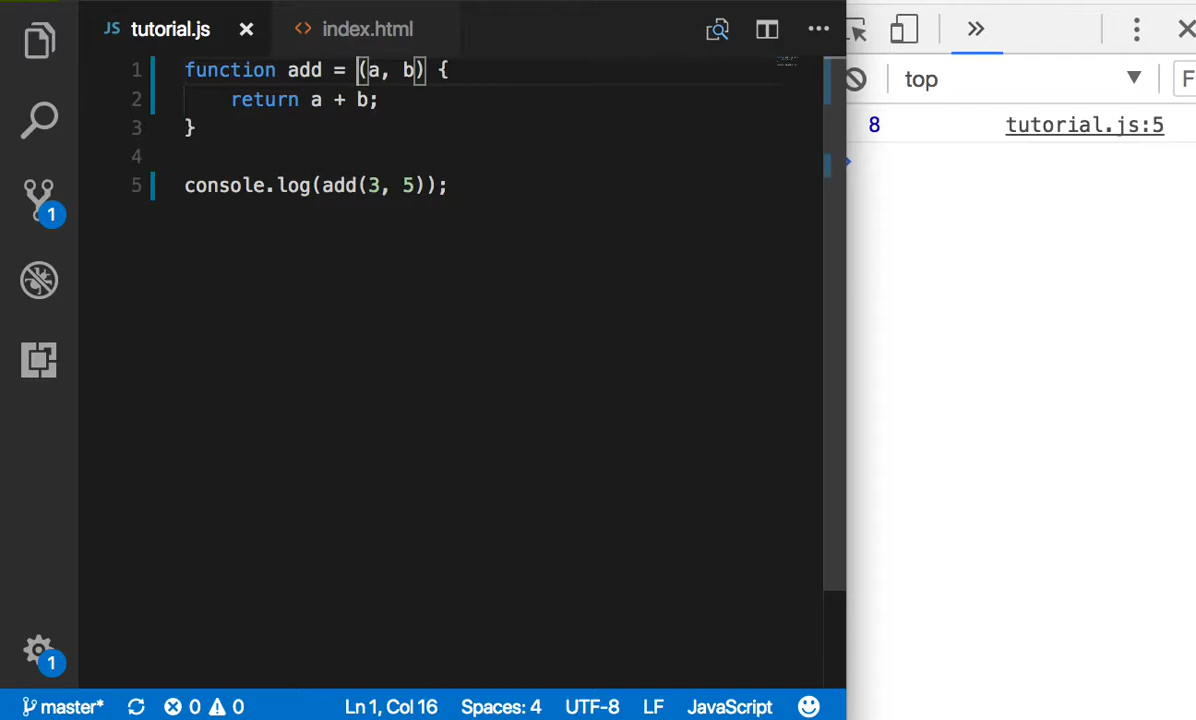 JS tutorial.js
<> index.html
1 function add = (a, b) {
2 return a + b;
3 }
4
5 console.log(add(3, 5));
top
F
8 tutorial.js:5
1
1
master* 0 0 Ln 1, Col 16 Spaces: 4 UTF-8 LF JavaScript